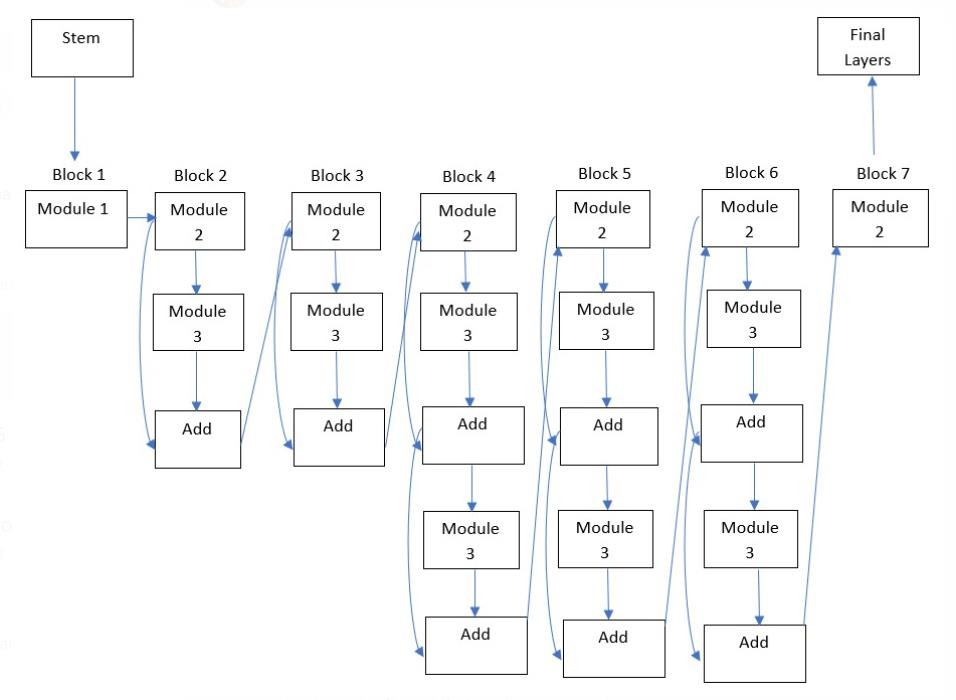 Stem
Final
Layers
Block 1
Block 2
Block 3
Block 4
Block 5
Block 6
Block 7
Module 1
Module
2
Module
2
Module
2
Module
2
Module
2
Module
2
Module
3
Module
3
Module
3
Module
3
Module
3
Add
Add
Add
Add
Add
Module
3
Module
3
Module
3
Add
Add
Add